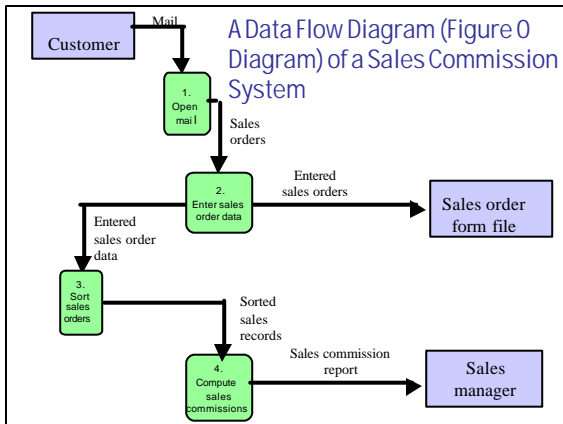 Mail
A Data Flow Diagram (Figure 0
Diagram) of a Sales Commission
System
Customer
1.
Open
mail
Sales
orders
2.
Enter sales
order data
Entered
sales orders
Sales order
form file
Entered
sales order
data
3.
Sort
sales
orders
Sorted
sales
records
4.
Compute
sales
commissions
Sales commission
report
Sales
manager